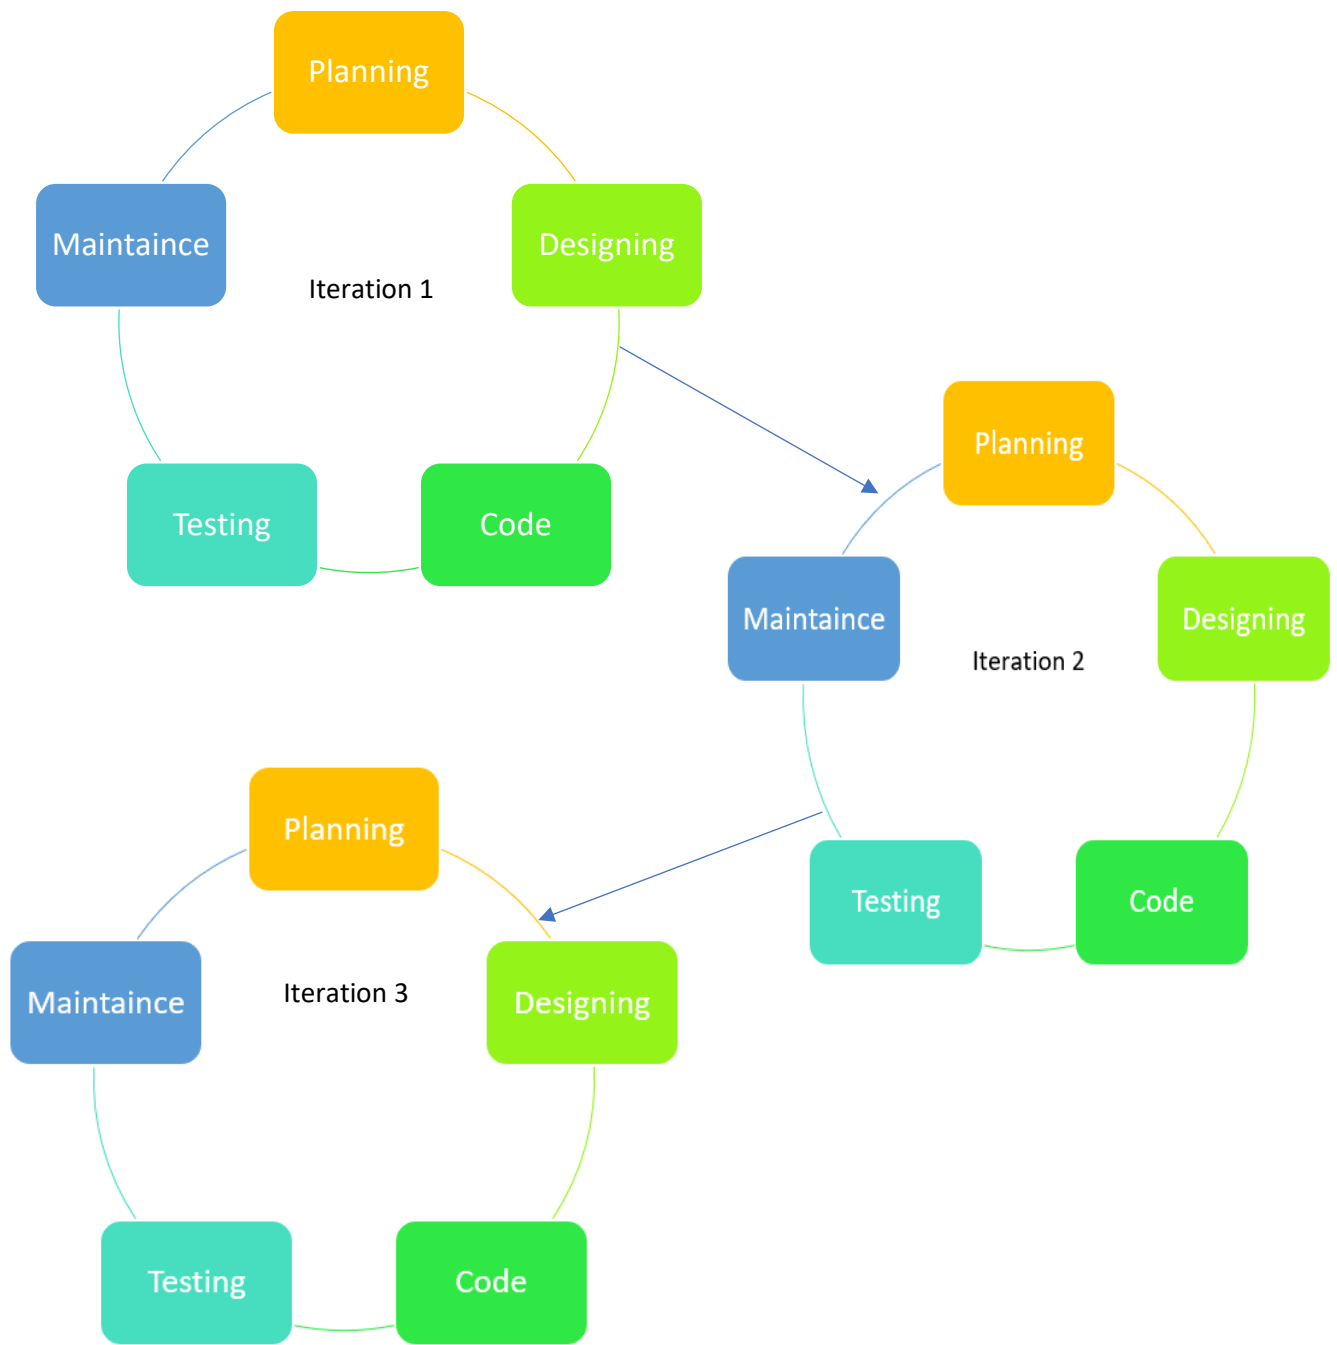 Planning
Maintaince
Designing
Iteration 1
Testing
Code
Planning
Maintaince
Designing
Iteration 2
Testing
Code
Planning
Maintaince
Designing
Iteration 3
Testing
Code